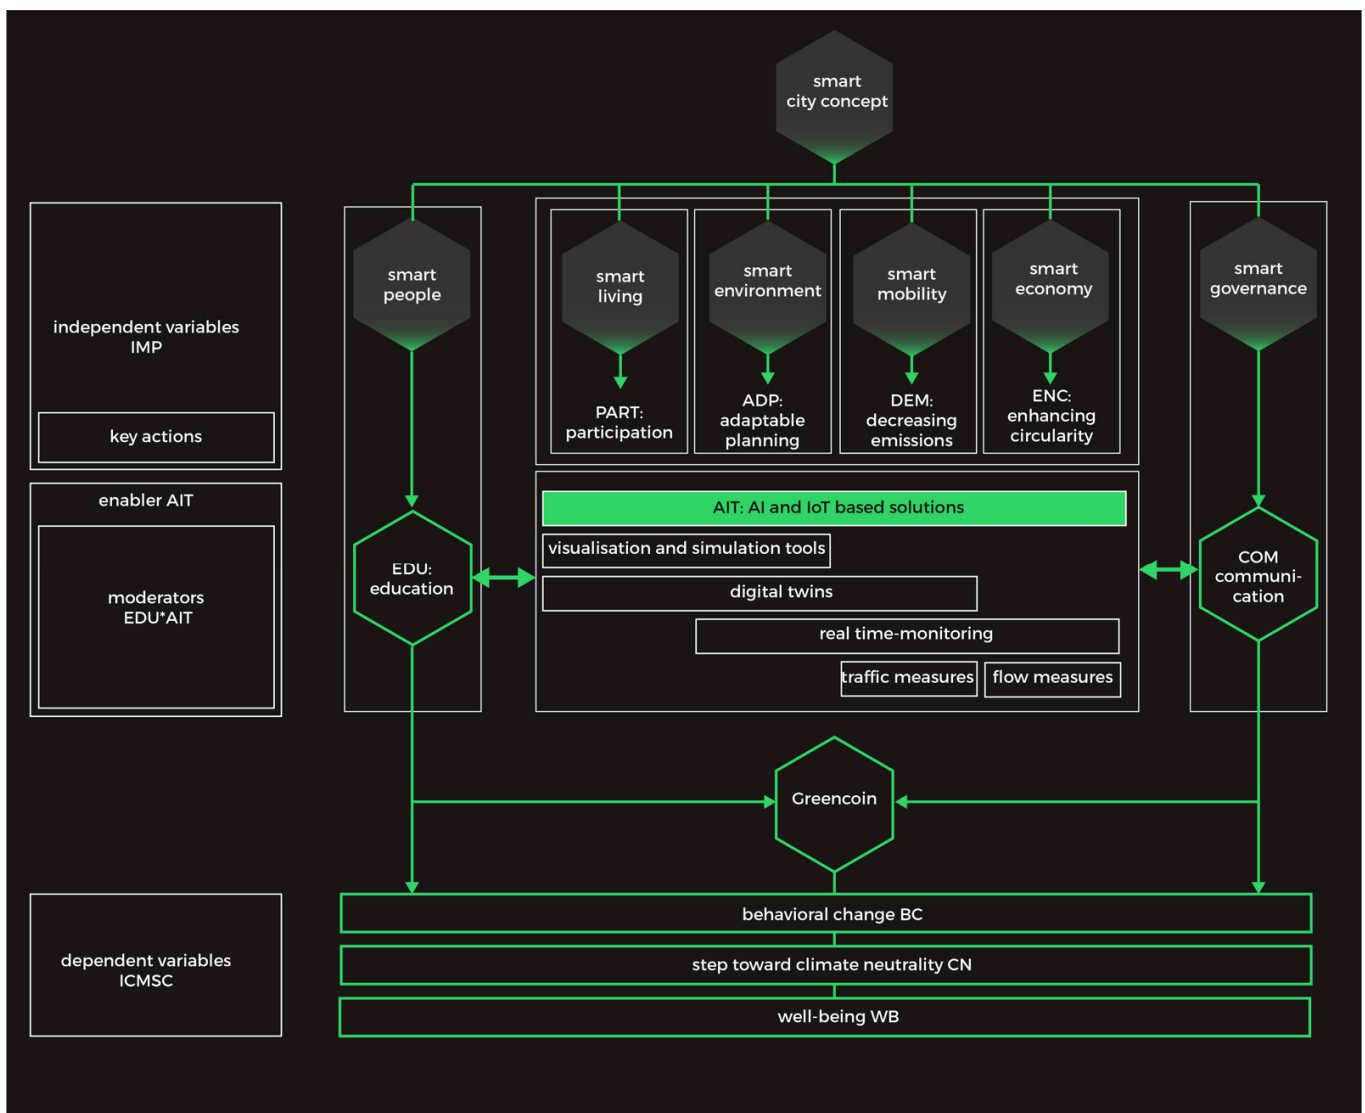 smart
city concept
smart
people
smart
living
smart
environment
smart
mobility
smart
economy
smart
governance
independent variables
IMP
key actions
PART:
participation
ADP:
adaptable
planning
DEM:
decreasing
emissions
ENC:
enhancing
circularity
enabler AIT
moderators
EDU*AIT
EDU:
education
AIT: AI and IoT based solutions
visualisation and simulation tools
digital twins
real time-monitoring
traffic measures
flow measures
COM
communi-
cation
Greencoin
dependent variables
ICMSC
behavioral change BC
step toward climate neutrality CN
well-being WB